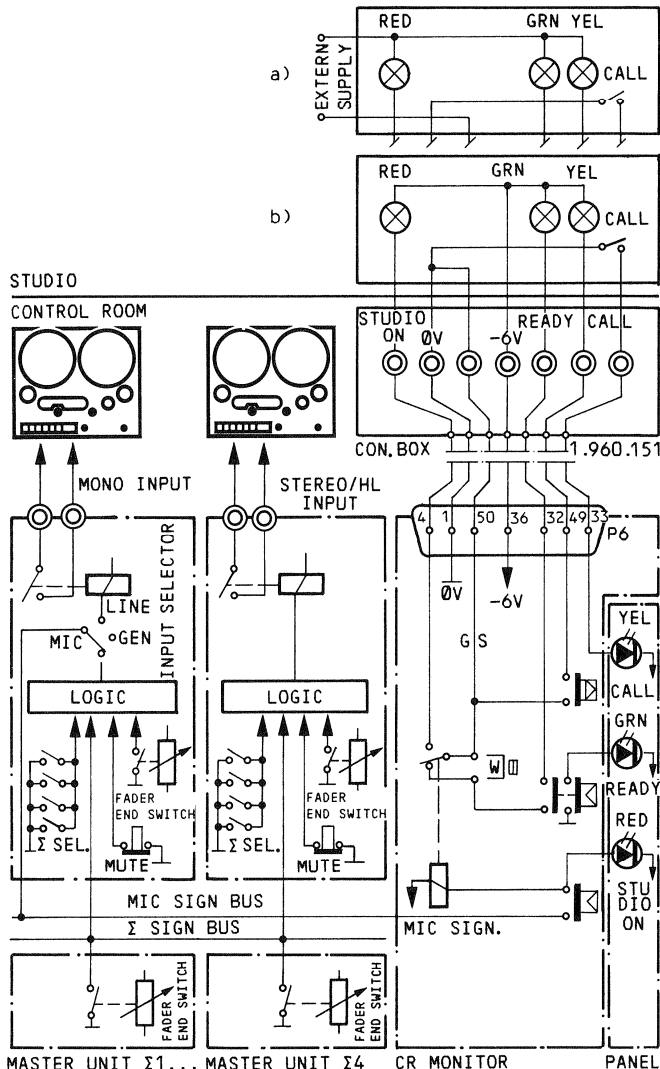 RED GRN YEL
a)
EXTERN
SUPPLY
CALL
RED GRN YEL
b)
CALL
STUDIO
CONTROL ROOM
STUDIO
ON
ØV
-6V
READY CALL
CON.BOX 1.960.151
MONO INPUT
STEREO/HL
INPUT
4 1 50 36 32 49 33
P6
ØV
-6V
GS
INPUT SELECTOR
LINE
MIC
GEN
LOGIC
LOGIC
YEL
CALL
GRN
READY
RED
STU
DIO
ON
FADER
END SWITCH
Σ SEL.
MUTE
FADER
END SWITCH
Σ SEL.
MUTE
W
MIC SIGN.
MIC SIGN BUS
Σ SIGN BUS
FADER
END SWITCH
FADER
END SWITCH
MASTER UNIT Σ1... MASTER UNIT Σ4 CR MONITOR PANEL